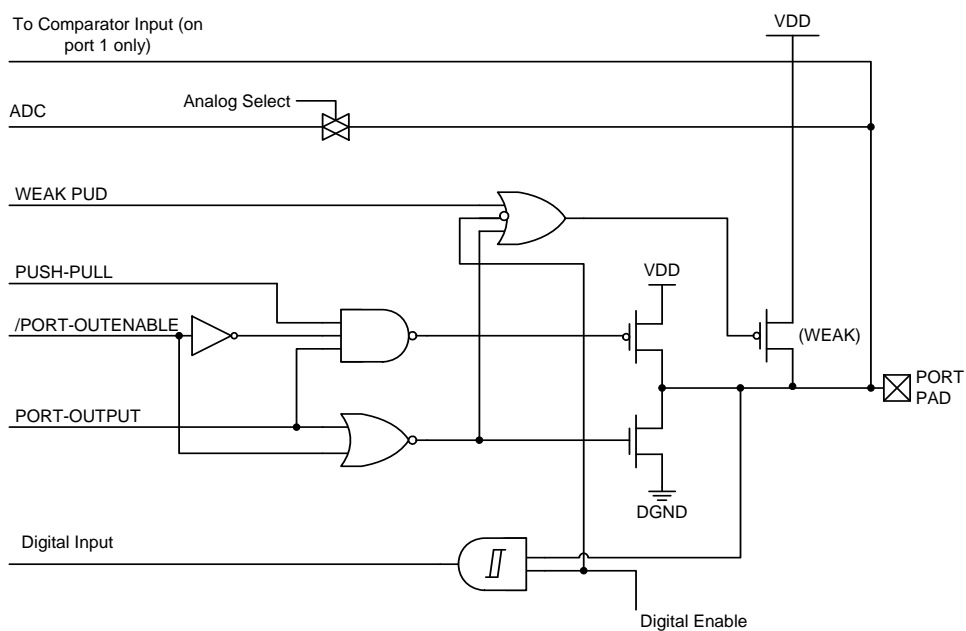 To Comparator Input (on
port 1 only)
VDD
Analog Select
ADC
WEAK PUD
PUSH-PULL
VDD
/PORT-OUTENABLE
(WEAK)
PORT
PAD
PORT-OUTPUT
DGND
Digital Input
Digital Enable